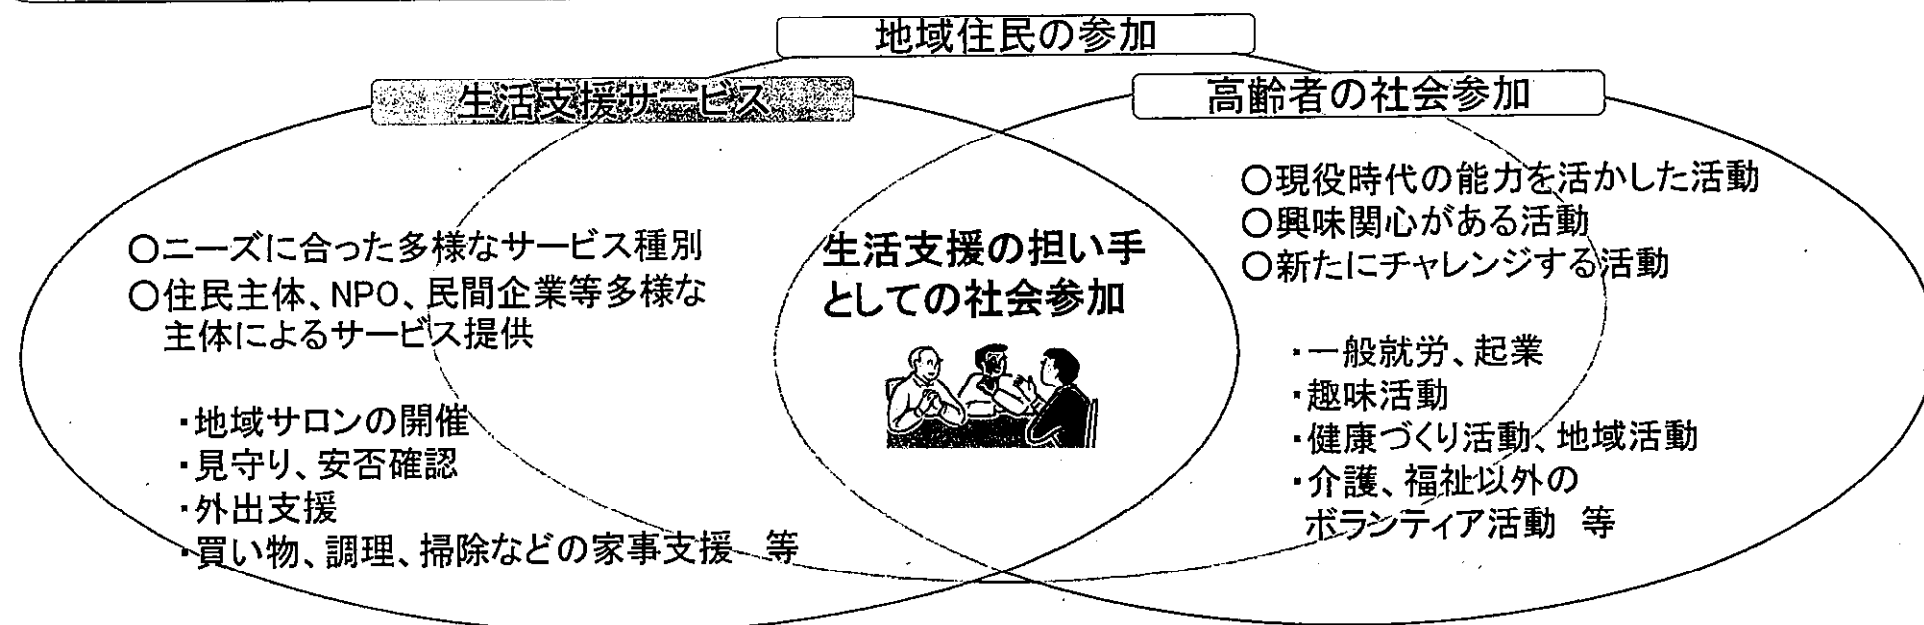 地域住民の参加
生活支援サービス
高齢者の社会参加
○ニーズに合った多様なサービス種別
○住民主体、NPO、民間企業等多様な
主体によるサービス提供
・地域サロンの開催
・見守り、安否確認
・外出支援
・買い物、調理、掃除などの家事支援 等
生活支援の担い手
としての社会参加
○現役時代の能力を活かした活動
○興味関心がある活動
○新たにチャレンジする活動
・一般就労、起業
・趣味活動
・健康づくり活動、地域活動
・介護、福祉以外の
ボランティア活動 等